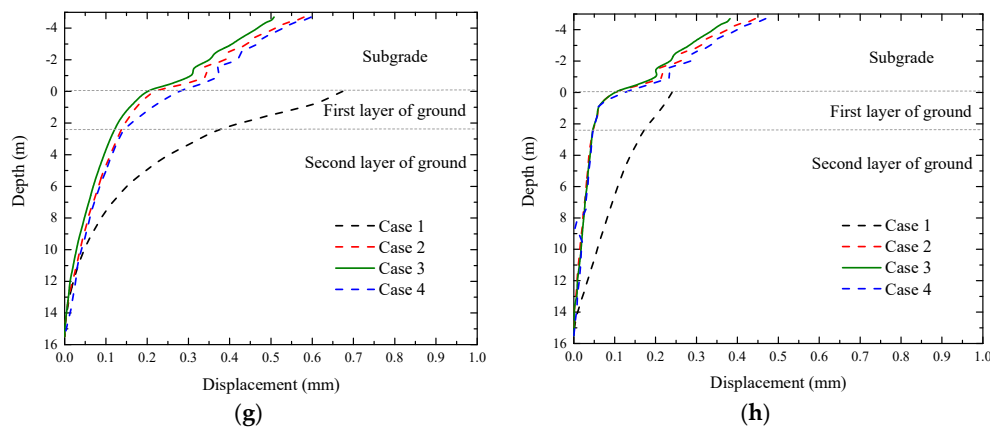 -4
-2
0
2
4
6
8
10
12
14
16
Depth (m)
Subgrade
First layer of ground
Second layer of ground
Case 1
Case 2
Case 3
Case 4
0.0 0.1 0.2 0.3 0.4 0.5 0.6 0.7 0.8 0.9 1.0
Displacement (mm)
(g)
-4
-2
0
2
4
6
8
10
12
14
16
Depth (m)
Subgrade
First layer of ground
Second layer of ground
Case 1
Case 2
Case 3
Case 4
0.0 0.1 0.2 0.3 0.4 0.5 0.6 0.7 0.8 0.9 1.0
Displacement (mm)
(h)